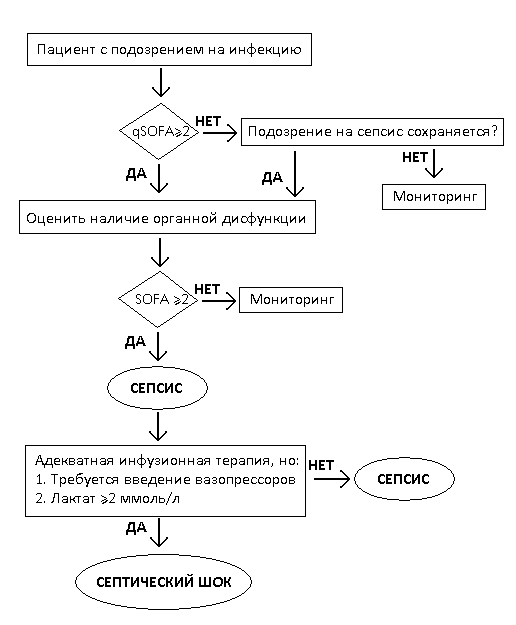 Пациент с подозрением на инфекцию
qSOFA⩾2
НЕТ
Подозрение на сепсис сохраняется?
ДА
ДА
НЕТ
Мониторинг
Оценить наличие органной дисфункции
SOFA ⩾2
НЕТ
Мониторинг
ДА
СЕПСИС
Адекватная инфузионная терапия, но:
1. Требуется введение вазопрессоров
2. Лактат ⩾2 ммоль/л
НЕТ
СЕПСИС
ДА
СЕПТИЧЕСКИЙ ШОК